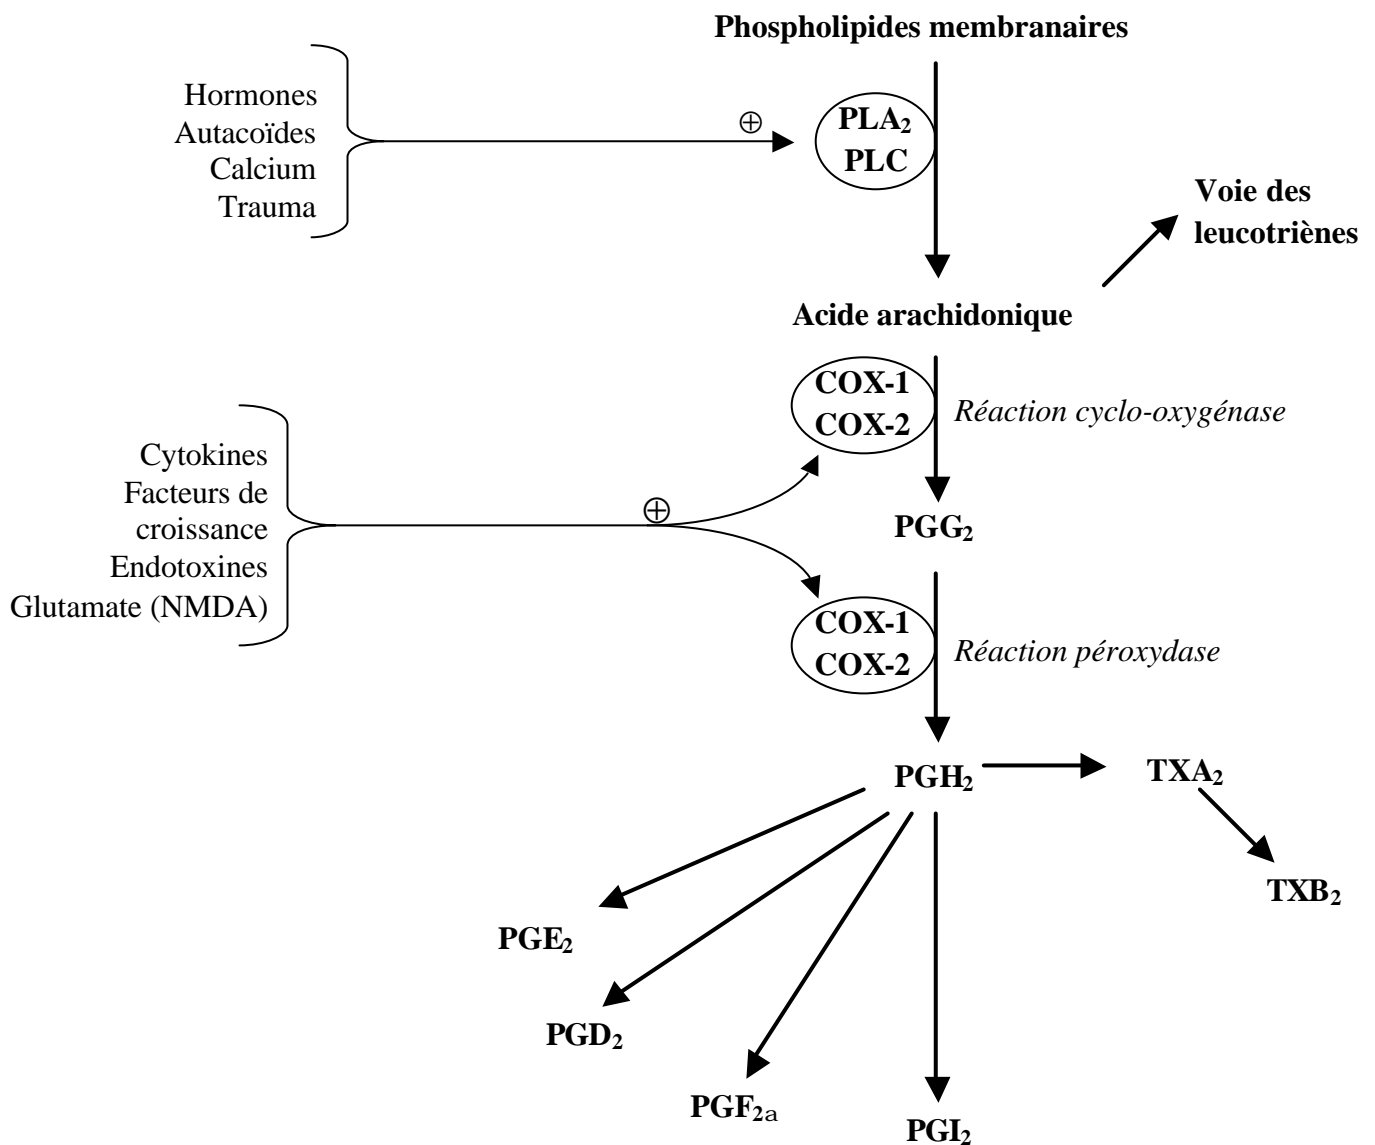 Phospholipides membranaires
Hormones
Autacoïdes
Calcium
Trauma
⊕
PLA₂
PLC
Voie des
leucotriènes
Acide arachidonique
COX-1
COX-2
Réaction cyclo-oxygénase
Cytokines
Facteurs de
croissance
Endotoxines
Glutamate (NMDA)
⊕
PGG₂
COX-1
COX-2
Réaction péroxydase
PGH₂
TXA₂
TXB₂
PGE₂
PGD₂
PGF₂a
PGI₂